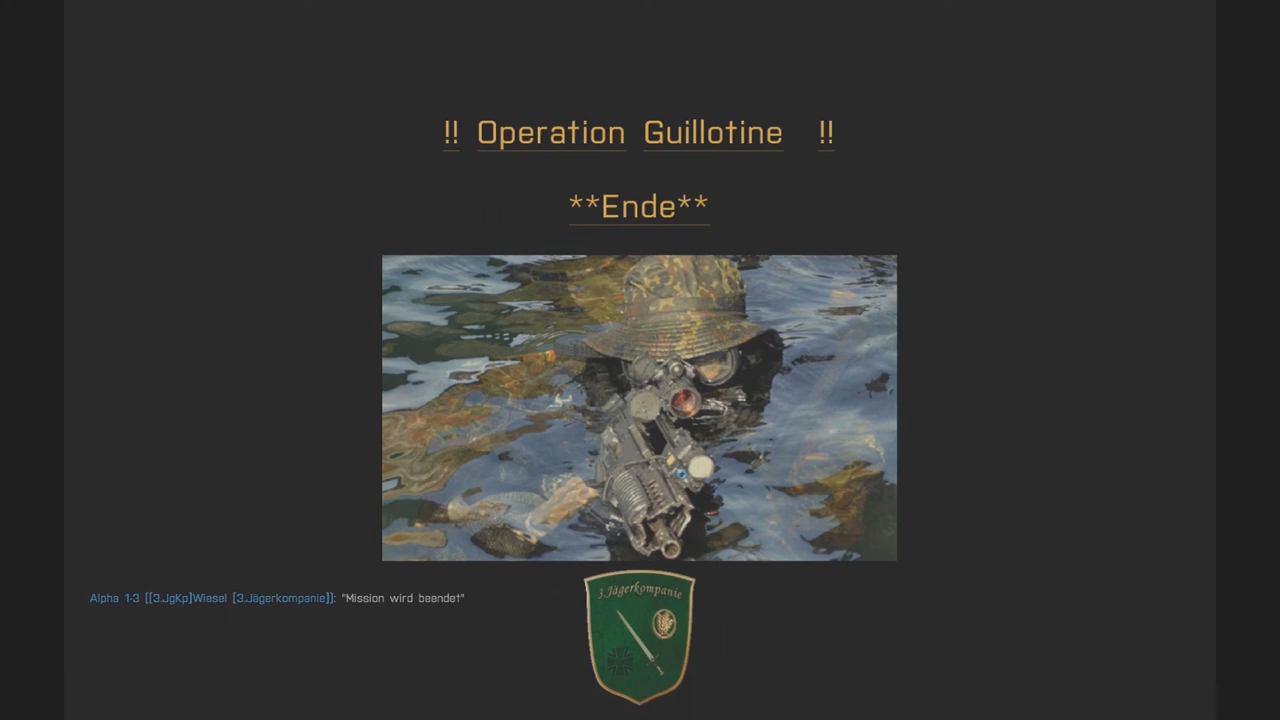 !! Operation Guillotine !!
**Ende**
3.Jägerkompanie
Alpha 1-3 ([3.JgKp]Wiesel [3.Jägerkompanie]): "Mission wird beendet"